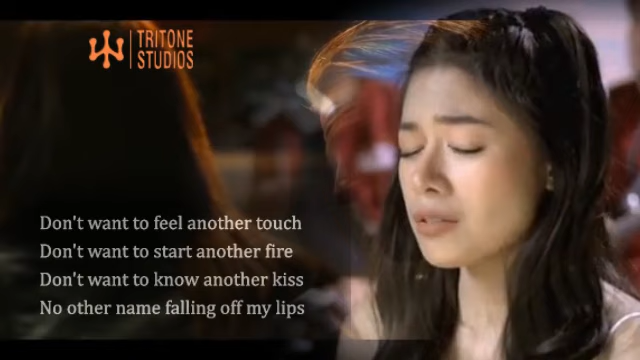 TRITONE
STUDIOS
Don't want to feel another touch
Don't want to start another fire
Don't want to know another kiss
No other name falling off my lips